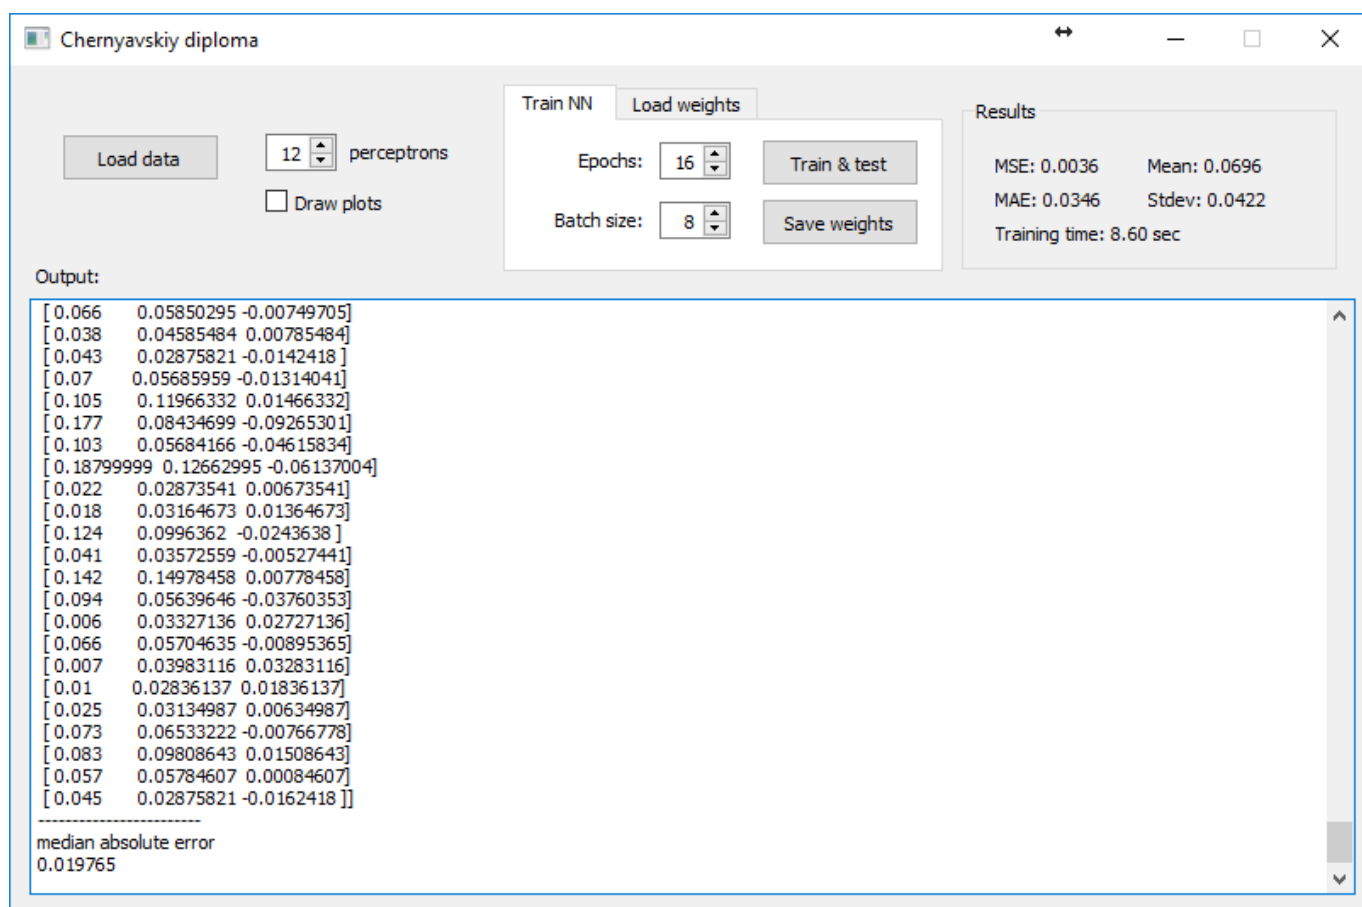 Chernyavskiy diploma
Train NN Load weights
Load data
12 perceptrons
Draw plots
Epochs: 16 Train & test
Batch size: 8 Save weights
Results
MSE: 0.0036 Mean: 0.0696
MAE: 0.0346 Stdev: 0.0422
Training time: 8.60 sec
Output:
[ 0.066 0.05850295 -0.00749705]
[ 0.038 0.04585484 0.00785484]
[ 0.043 0.02875821 -0.0142418 ]
[ 0.07 0.05685959 -0.01314041]
[ 0.105 0.11966332 0.01466332]
[ 0.177 0.08434699 -0.09265301]
[ 0.103 0.05684166 -0.04615834]
[ 0.18799999 0.12662995 -0.06137004]
[ 0.022 0.02873541 0.00673541]
[ 0.018 0.03164673 0.01364673]
[ 0.124 0.0996362 -0.0243638 ]
[ 0.041 0.03572559 -0.00527441]
[ 0.142 0.14978458 0.00778458]
[ 0.094 0.05639646 -0.03760353]
[ 0.006 0.03327136 0.02727136]
[ 0.066 0.05704635 -0.00895365]
[ 0.007 0.03983116 0.03283116]
[ 0.01 0.02836137 0.01836137]
[ 0.025 0.03134987 0.00634987]
[ 0.073 0.06533222 -0.00766778]
[ 0.083 0.09808643 0.01508643]
[ 0.057 0.05784607 0.00084607]
[ 0.045 0.02875821 -0.0162418 ]]
-------------------------
median absolute error
0.019765